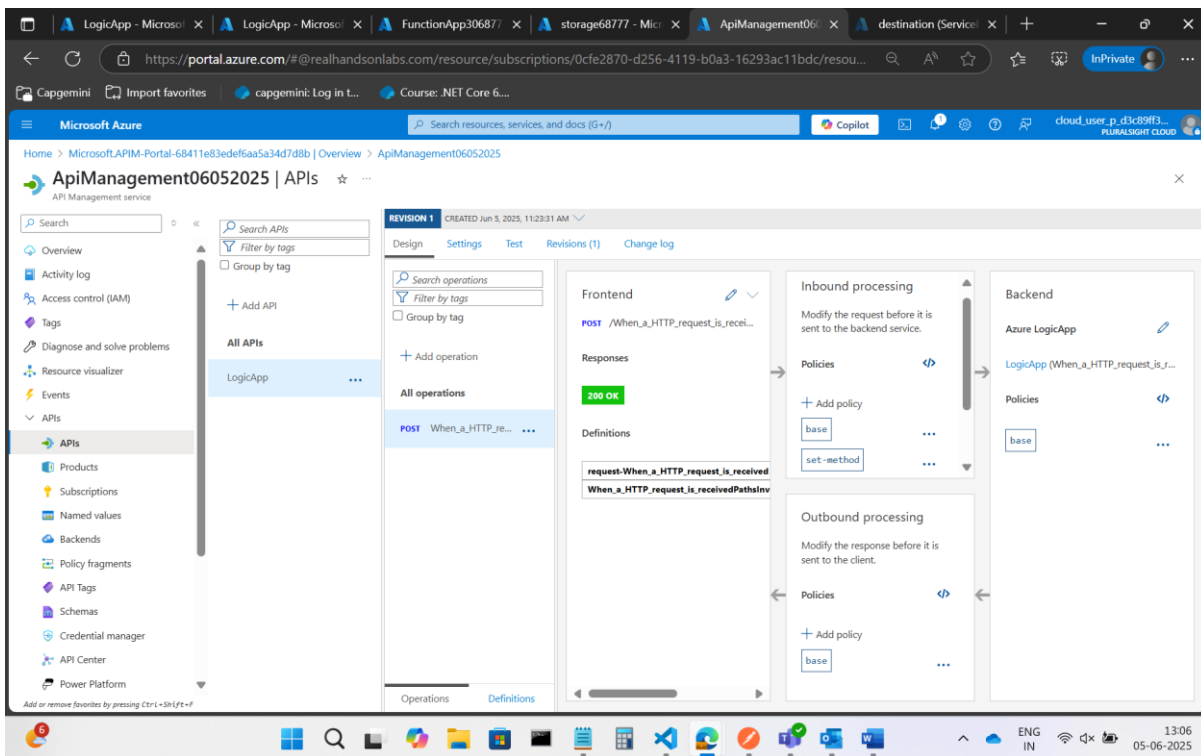 LogicApp - Microsof
LogicApp - Microsof
FunctionApp306877
storage68777 - Micr
ApiManagement060
destination (Servicel
https://portal.azure.com/#@realhandsonlabs.com/resource/subscriptions/0cfe2870-d256-4119-b0a3-16293ac11bdc/resou...
InPrivate
Capgemini
Import favorites
capgemini: Log in t...
Course: .NET Core 6....
Microsoft Azure
Search resources, services, and docs (G+/)
Copilot
1
cloud_user_p_d3c89ff3...
PLURALSIGHT CLOUD
Home > Microsoft.APIM-Portal-68411e83edef6aa5a34d7d8b | Overview > ApiManagement06052025
ApiManagement06052025 | APIs
API Management service
Search
Overview
Activity log
Access control (IAM)
Tags
Diagnose and solve problems
Resource visualizer
Events
APIs
APIs
Products
Subscriptions
Named values
Backends
Policy fragments
API Tags
Schemas
Credential manager
API Center
Power Platform
Add or remove favorites by pressing Ctrl+Shift+F
Search APIs
Filter by tags
Group by tag
Add API
All APIs
LogicApp
REVISION 1
CREATED Jun 5, 2025, 11:23:31 AM
Design
Settings
Test
Revisions (1)
Change log
Search operations
Filter by tags
Group by tag
Add operation
All operations
POST When_a_HTTP_re...
Operations
Definitions
Frontend
POST /When_a_HTTP_request_is_recei...
Responses
200 OK
Definitions
request-When_a_HTTP_request_is_received
When_a_HTTP_request_is_receivedPathsInv
Inbound processing
Modify the request before it is
sent to the backend service.
Policies
</>
Add policy
base
set-method
Outbound processing
Modify the response before it is
sent to the client.
Policies
</>
Add policy
base
Backend
Azure LogicApp
LogicApp (When_a_HTTP_request_is_r...
Policies
</>
base
6
ENG
IN
13:06
05-06-2025